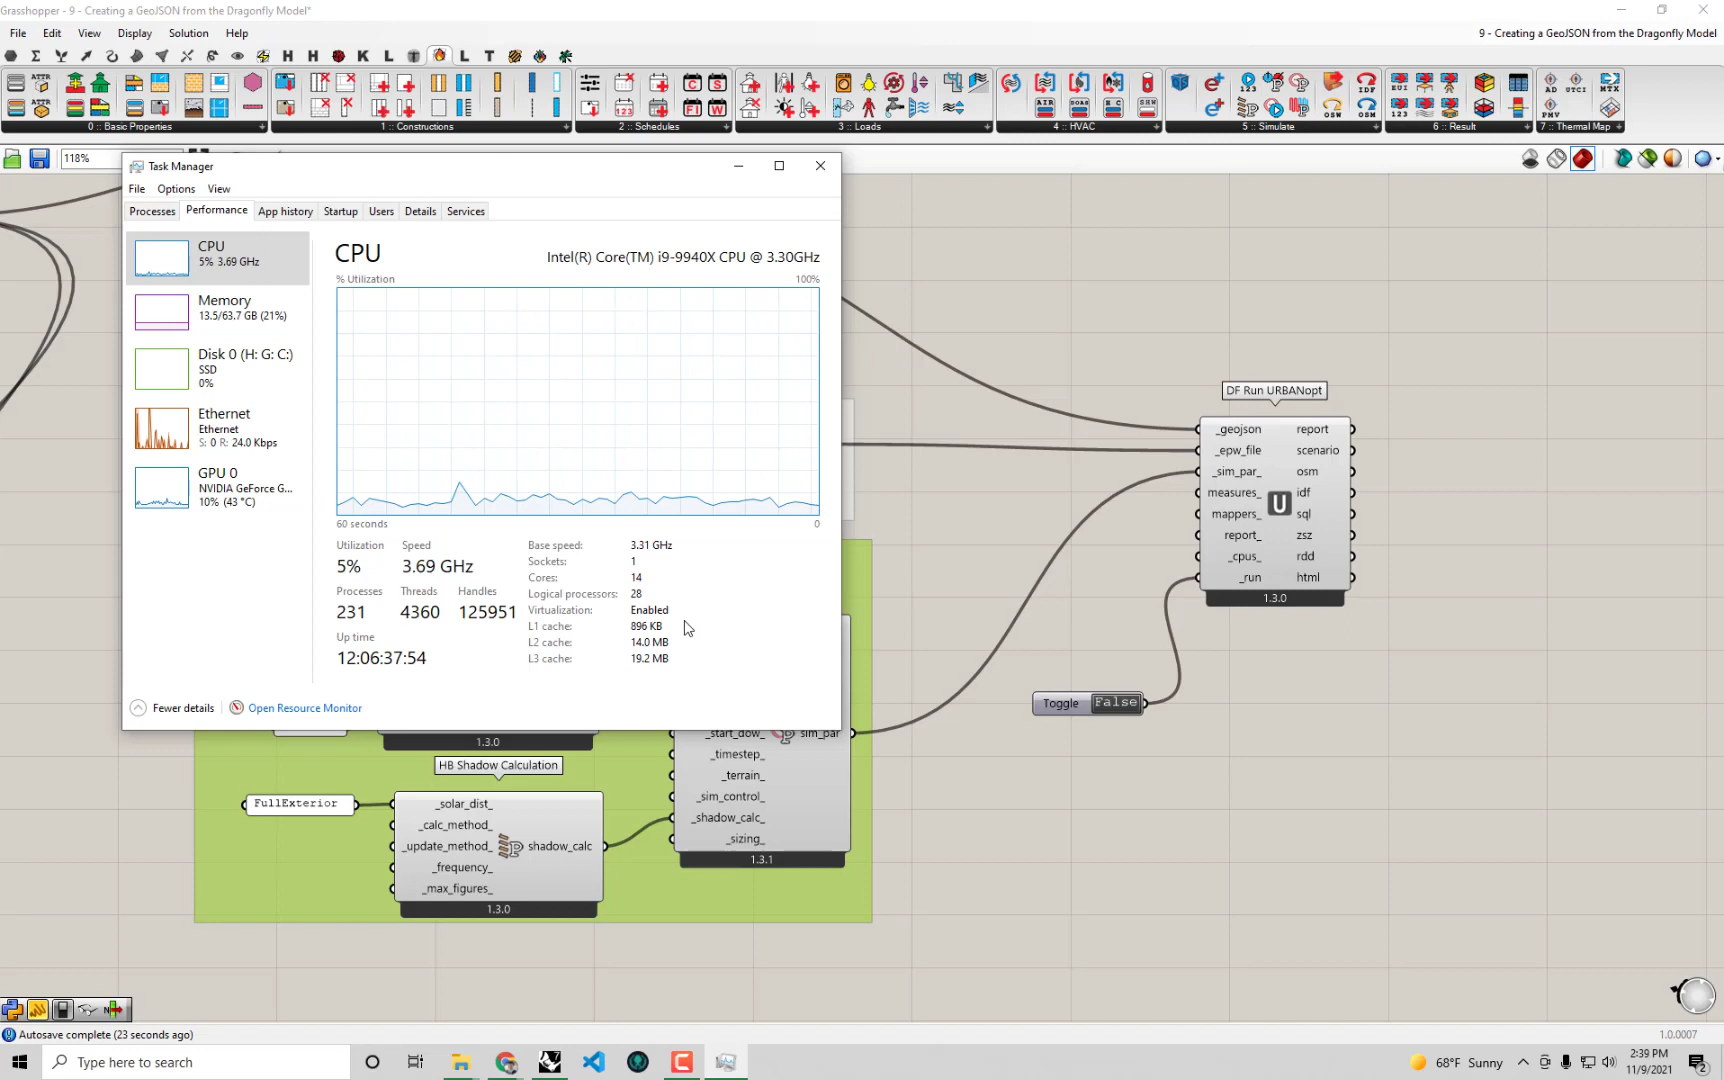 Grasshopper - 9 - Creating a GeoJSON from the Dragonfly Model*
File Edit View Display Solution Help
9 - Creating a GeoJSON from the Dragonfly Model
0 :: Basic Properties
1 :: Constructions
2 :: Schedules
3 :: Loads
4 :: HVAC
5 :: Simulate
6 :: Result
7 :: Thermal Map
118%
Task Manager
File Options View
Processes Performance App history Startup Users Details Services
CPU
5% 3.69 GHz
Memory
13.5/63.7 GB (21%)
Disk 0 (H: G: C:)
SSD
0%
Ethernet
Ethernet
S: 0 R: 24.0 Kbps
GPU 0
NVIDIA GeForce G...
10% (43 °C)
CPU
Intel(R) Core(TM) i9-9940X CPU @ 3.30GHz
% Utilization
100%
60 seconds
0
Utilization Speed
5% 3.69 GHz
Processes Threads Handles
231 4360 125951
Up time
12:06:37:54
Base speed: 3.31 GHz
Sockets: 1
Cores: 14
Logical processors: 28
Virtualization: Enabled
L1 cache: 896 KB
L2 cache: 14.0 MB
L3 cache: 19.2 MB
Fewer details
Open Resource Monitor
DF Run URBANopt
_geojson report
_epw_file scenario
_sim_par_ osm
measures_ idf
mappers_ sql
report_ zsz
_cpus_ rdd
_run html
U
1.3.0
Toggle False
1.3.0
HB Shadow Calculation
FullExterior
_solar_dist_
_calc_method_
_update_method_ shadow_calc
_frequency_
_max_figures_
1.3.0
_start_dow_ sim_par
_timestep_
_terrain_
_sim_control_
_shadow_calc_
_sizing_
1.3.1
Autosave complete (23 seconds ago)
1.0.0007
Type here to search
68°F Sunny
2:39 PM
11/9/2021
2